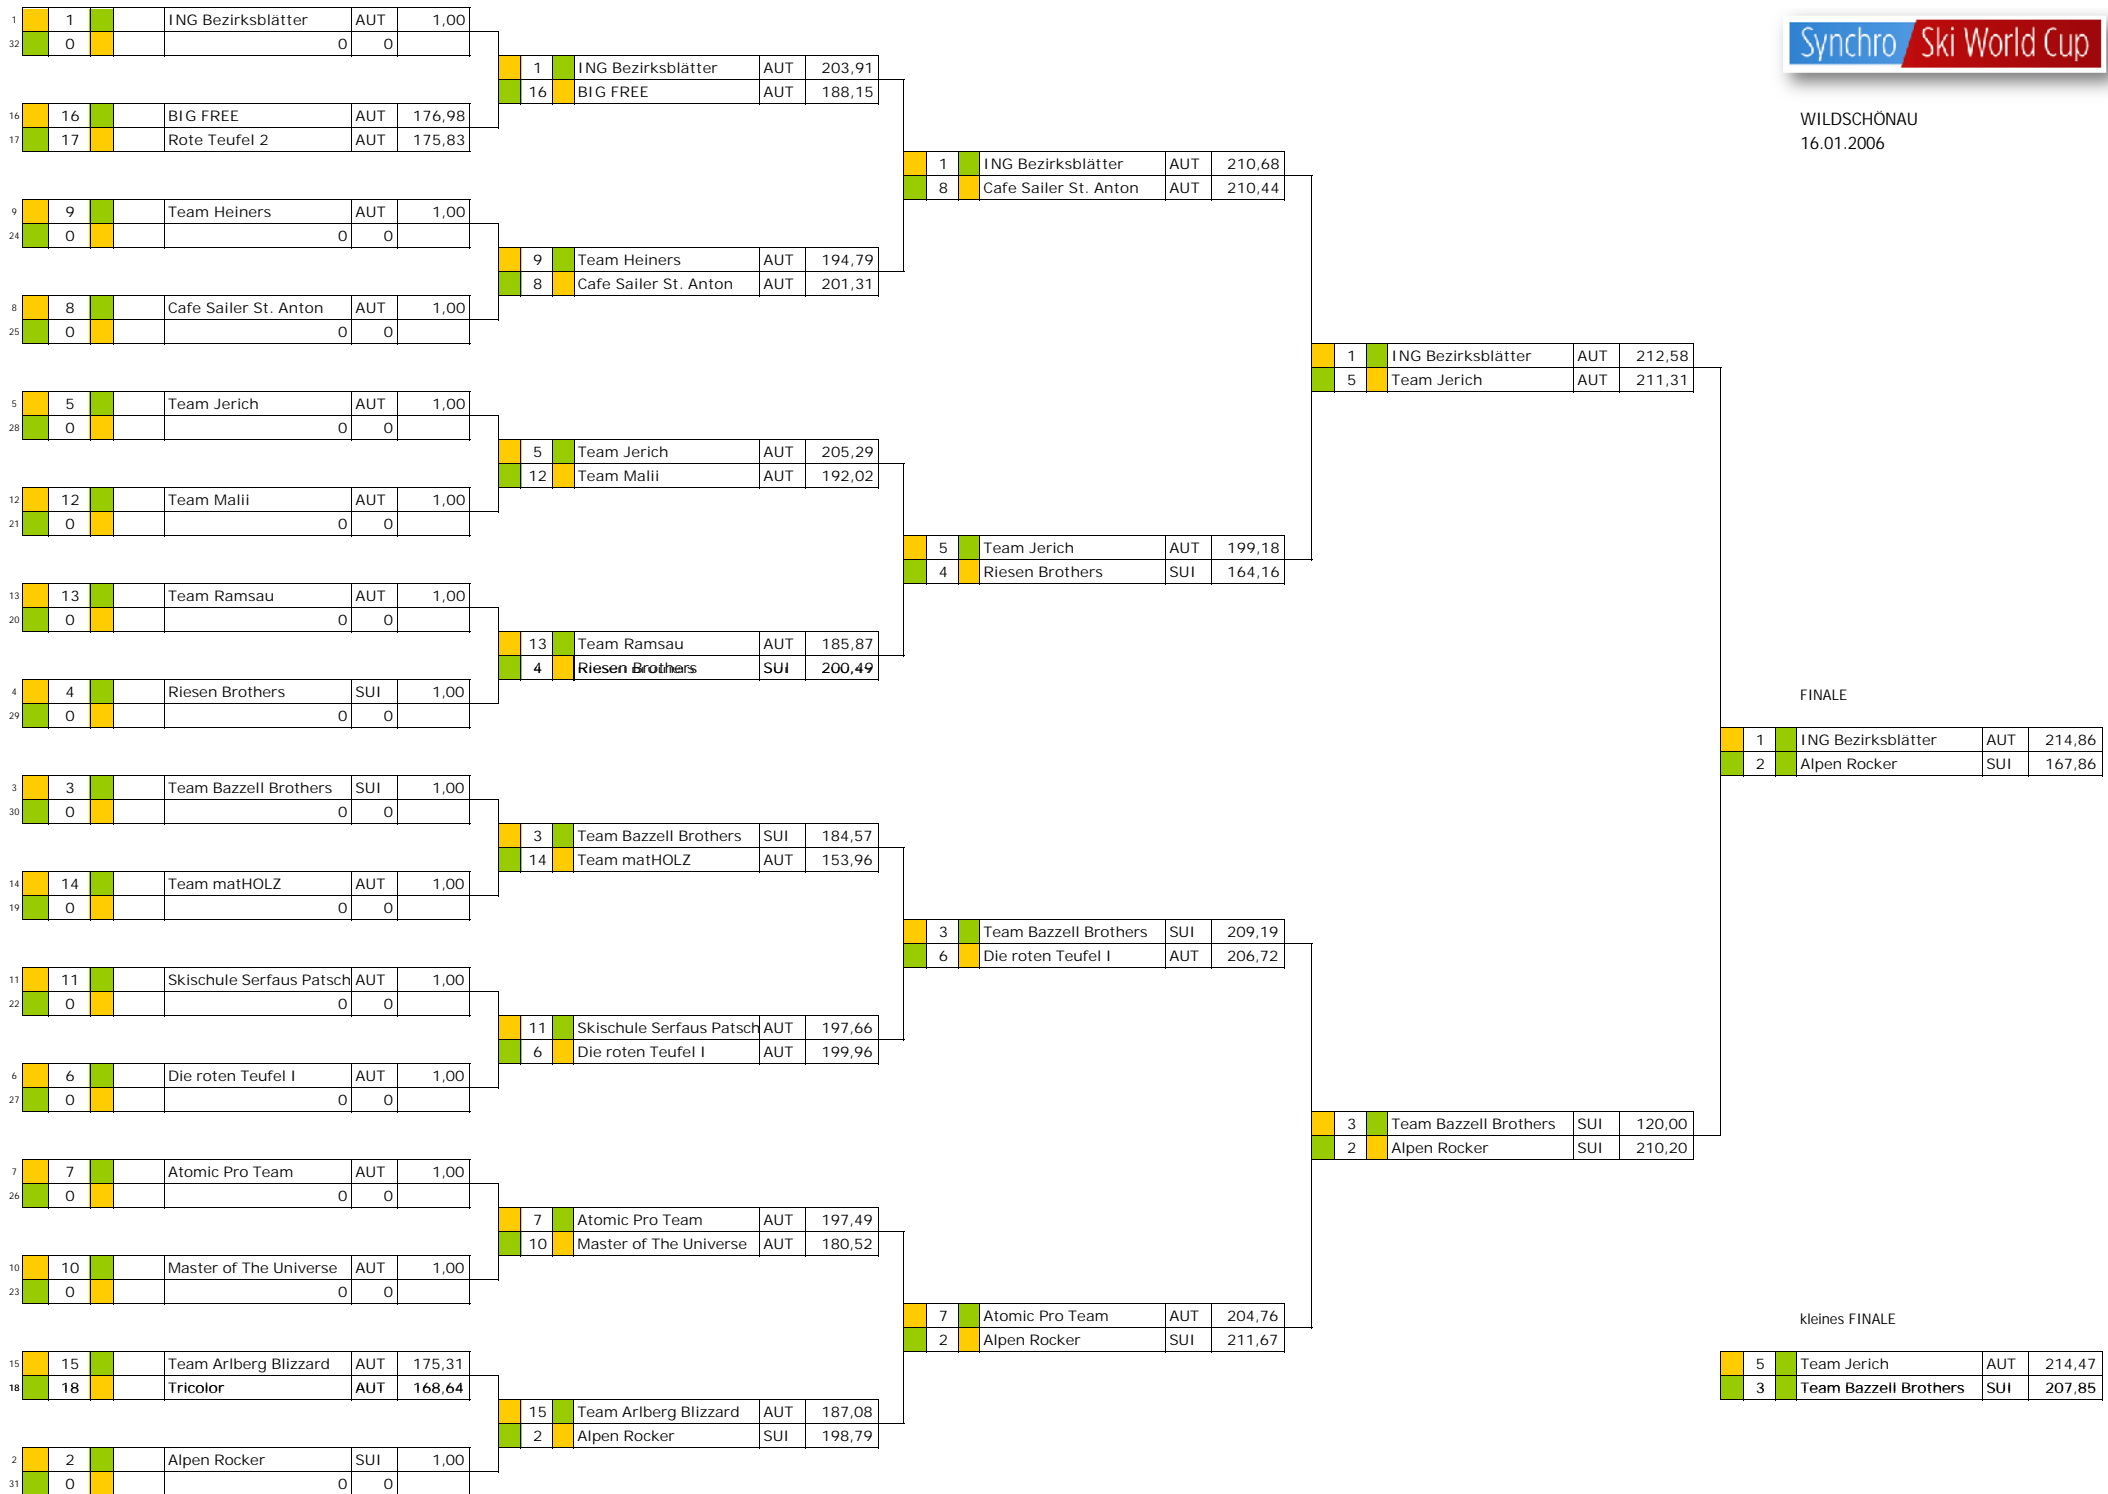 Synchro Ski World Cup
WILDSCHÖNAU
16.01.2006
1 1 ING Bezirksblätter AUT 1,00
32 0 0 0
16 16 BIG FREE AUT 176,98
17 17 Rote Teufel 2 AUT 175,83
9 9 Team Heiners AUT 1,00
24 0 0 0
8 8 Cafe Sailer St. Anton AUT 1,00
25 0 0 0
5 5 Team Jerich AUT 1,00
28 0 0 0
12 12 Team Malii AUT 1,00
21 0 0 0
13 13 Team Ramsau AUT 1,00
20 0 0 0
4 4 Riesen Brothers SUI 1,00
29 0 0 0
3 3 Team Bazzell Brothers SUI 1,00
30 0 0 0
14 14 Team matHOLZ AUT 1,00
19 0 0 0
11 11 Skischule Serfaus Patsch AUT 1,00
22 0 0 0
6 6 Die roten Teufel I AUT 1,00
27 0 0 0
7 7 Atomic Pro Team AUT 1,00
26 0 0 0
10 10 Master of The Universe AUT 1,00
23 0 0 0
15 15 Team Arlberg Blizzard AUT 175,31
18 18 Tricolor AUT 168,64
2 2 Alpen Rocker SUI 1,00
31 0 0 0
1 ING Bezirksblätter AUT 203,91
16 BIG FREE AUT 188,15
9 Team Heiners AUT 194,79
8 Cafe Sailer St. Anton AUT 201,31
5 Team Jerich AUT 205,29
12 Team Malii AUT 192,02
13 Team Ramsau AUT 185,87
4 Riesen Brothers SUI 200,49
3 Team Bazzell Brothers SUI 184,57
14 Team matHOLZ AUT 153,96
11 Skischule Serfaus Patsch AUT 197,66
6 Die roten Teufel I AUT 199,96
7 Atomic Pro Team AUT 197,49
10 Master of The Universe AUT 180,52
15 Team Arlberg Blizzard AUT 187,08
2 Alpen Rocker SUI 198,79
1 ING Bezirksblätter AUT 210,68
8 Cafe Sailer St. Anton AUT 210,44
5 Team Jerich AUT 199,18
4 Riesen Brothers SUI 164,16
3 Team Bazzell Brothers SUI 209,19
6 Die roten Teufel I AUT 206,72
7 Atomic Pro Team AUT 204,76
2 Alpen Rocker SUI 211,67
1 ING Bezirksblätter AUT 212,58
5 Team Jerich AUT 211,31
3 Team Bazzell Brothers SUI 120,00
2 Alpen Rocker SUI 210,20
FINALE
1 ING Bezirksblätter AUT 214,86
2 Alpen Rocker SUI 167,86
kleines FINALE
5 Team Jerich AUT 214,47
3 Team Bazzell Brothers SUI 207,85